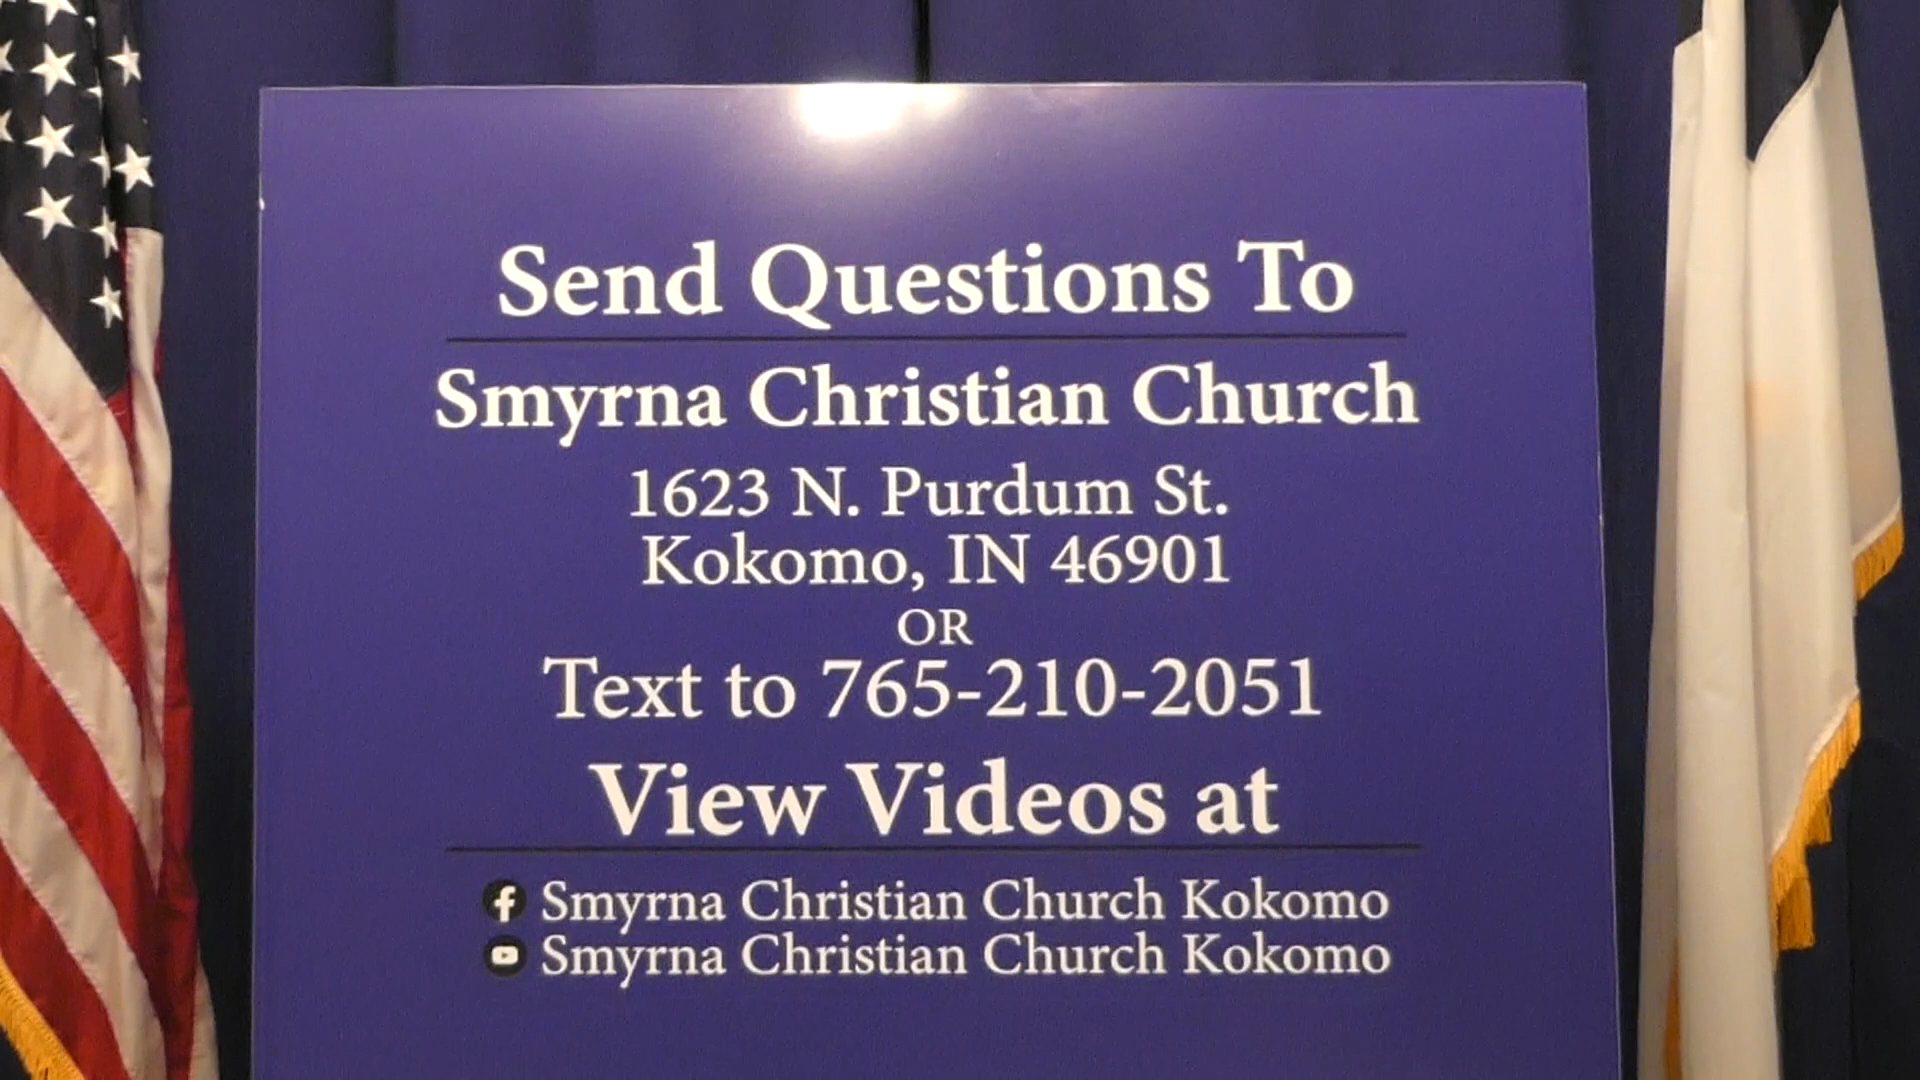 Send Questions To
Smyrna Christian Church
1623 N. Purdum St.
Kokomo, IN 46901
OR
Text to 765-210-2051
View Videos at
Smyrna Christian Church Kokomo
Smyrna Christian Church Kokomo